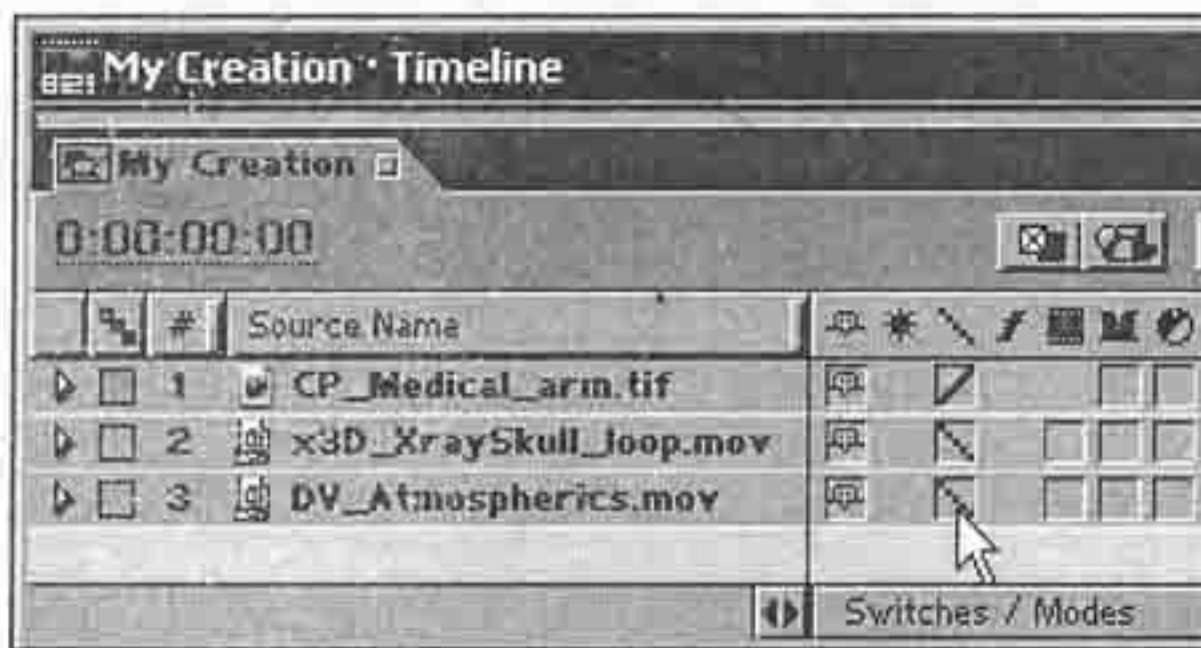 My Creation • Timeline
My Creation
0:00:00:00
# Source Name
1 CP_Medical_arm.tif
2 x3D_XraySkull_loop.mov
3 DV_Atmospherics.mov
Switches / Modes